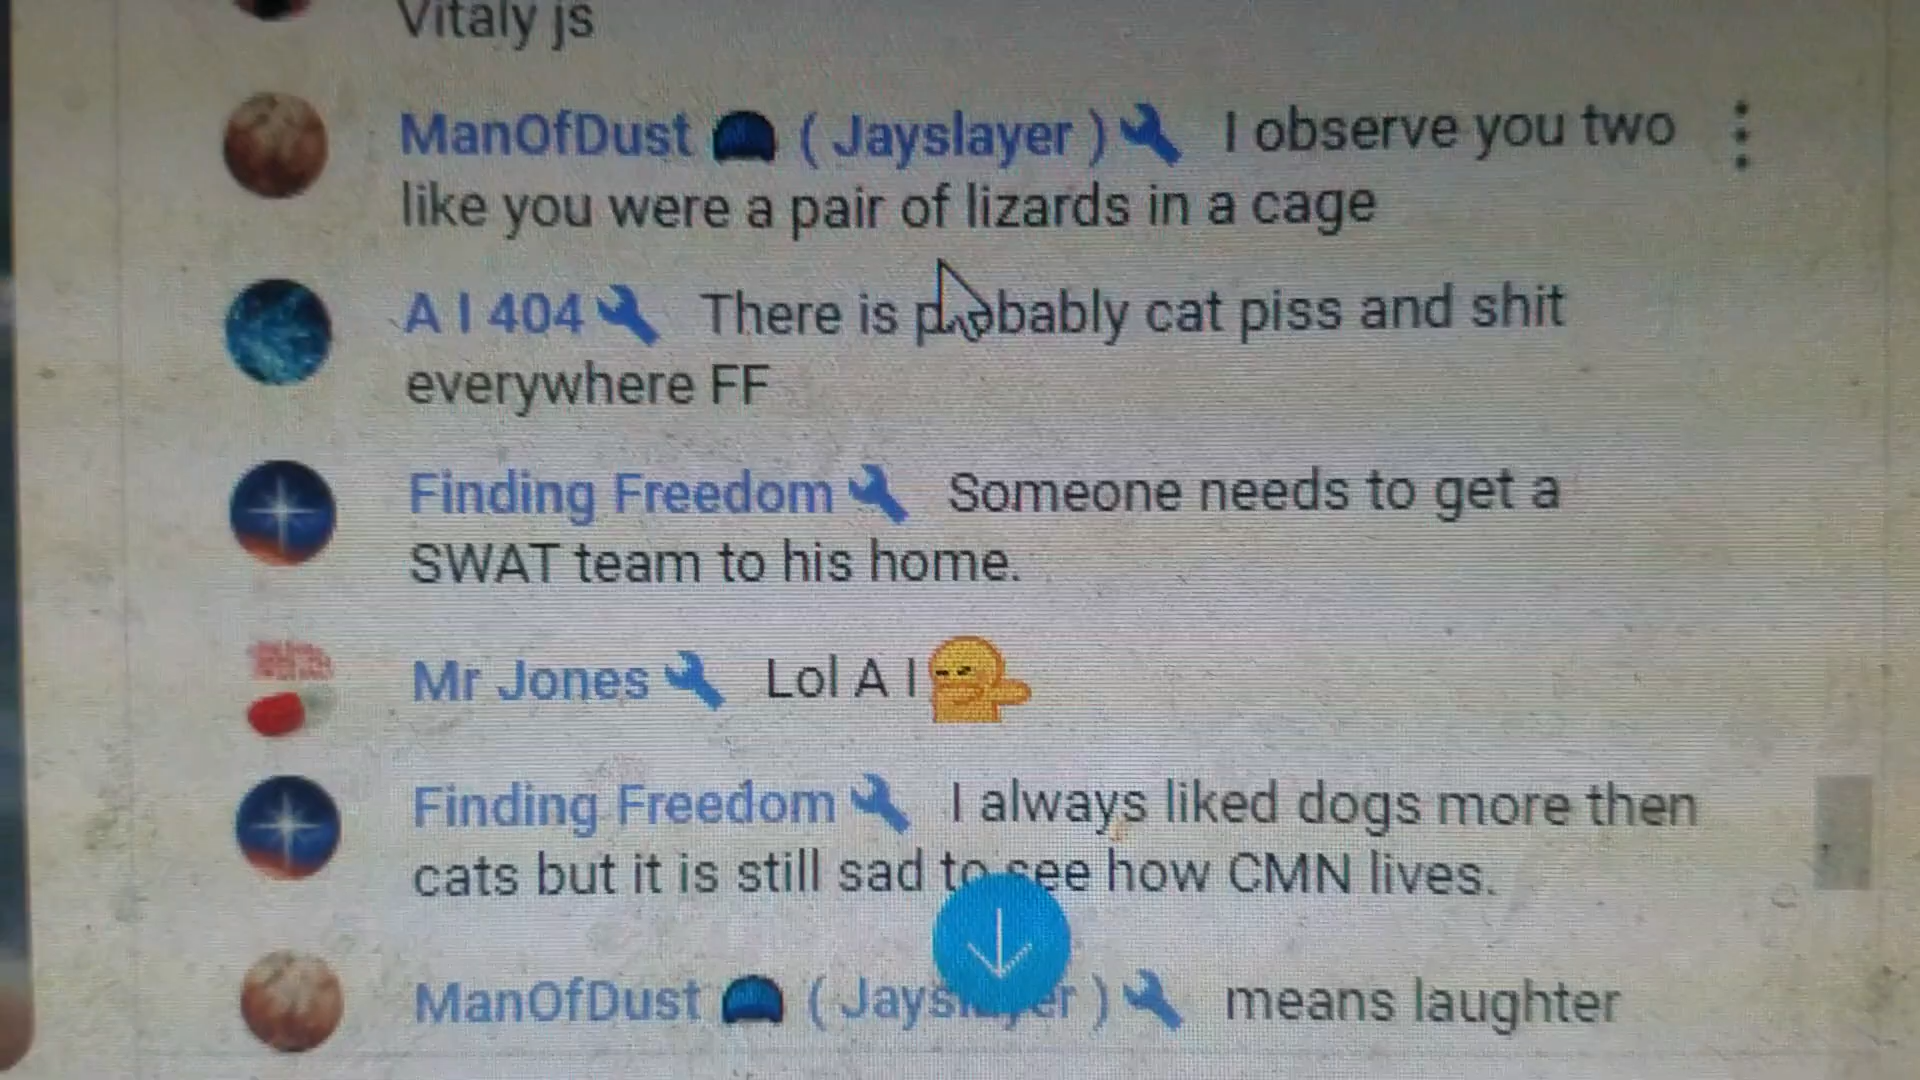 Vitaly js
ManOfDust 🧢 ( Jayslayer ) I observe you two
like you were a pair of lizards in a cage
A I 404 There is probably cat piss and shit
everywhere FF
Finding Freedom Someone needs to get a
SWAT team to his home.
Mr Jones Lol A I
Finding Freedom I always liked dogs more then
cats but it is still sad to see how CMN lives.
ManOfDust 🧢 ( Jayslayer ) means laughter